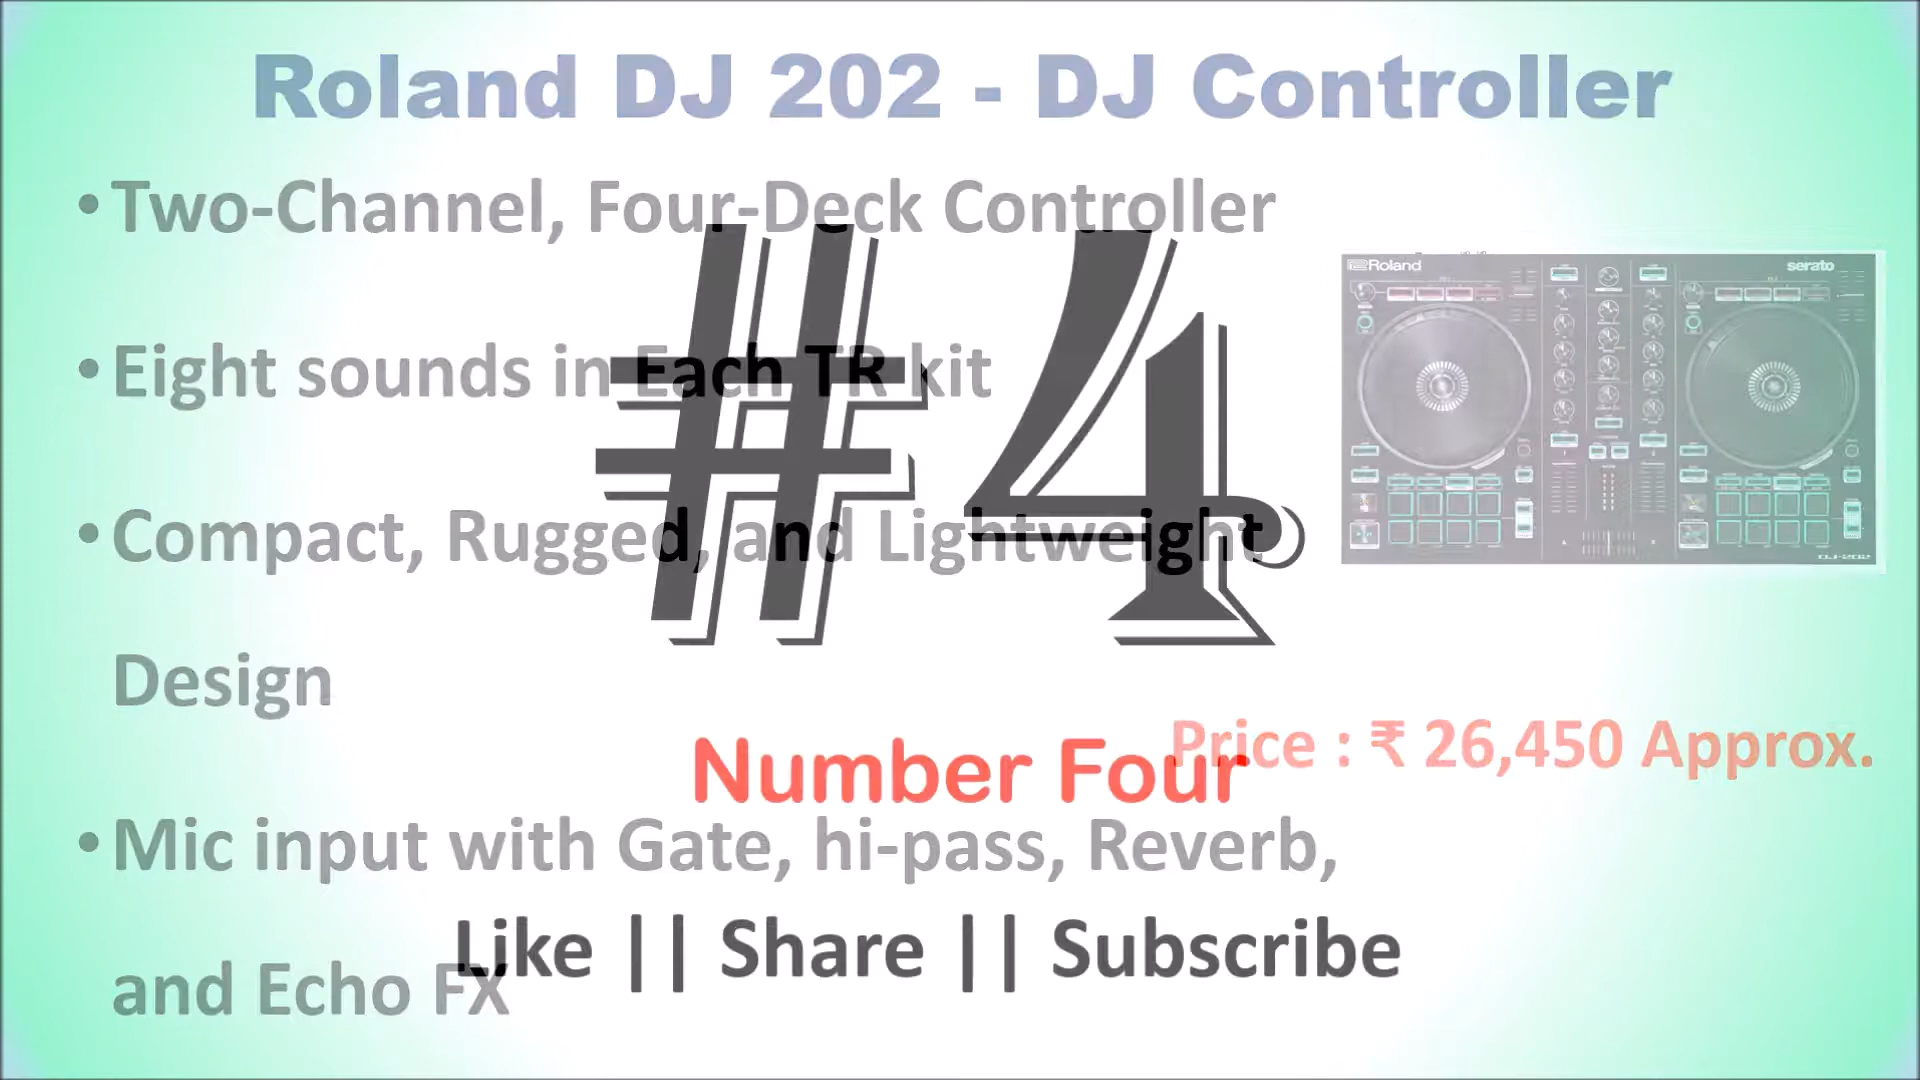 Roland DJ 202 - DJ Controller
• Two-Channel, Four-Deck Controller
#4
Roland
serato
• Eight sounds in Each TR kit
• Compact, Rugged, and Lightweight
Design
DJ-202
Price : ₹ 26,450 Approx.
Number Four
• Mic input with Gate, hi-pass, Reverb,
Like || Share || Subscribe
and Echo FX